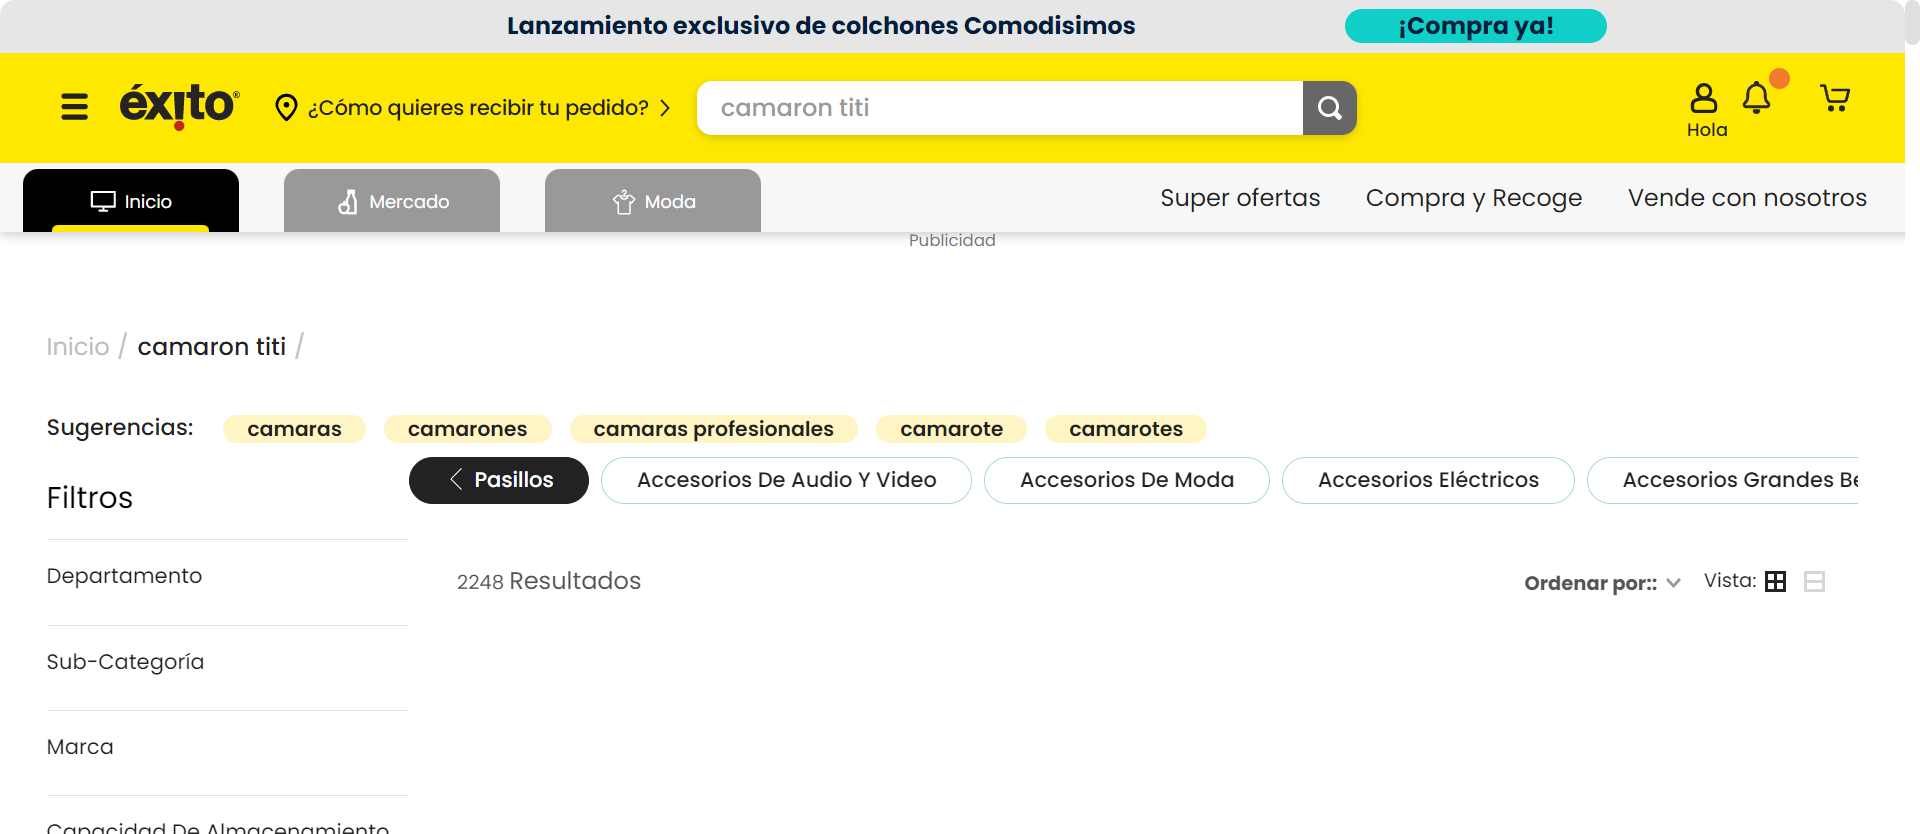 Lanzamiento exclusivo de colchones Comodisimos ¡Compra ya!
éxito® ¿Cómo quieres recibir tu pedido? camaron titi Hola
Inicio Mercado Moda Super ofertas Compra y Recoge Vende con nosotros
Publicidad
Inicio / camaron titi /
Sugerencias: camaras camarones camaras profesionales camarote camarotes
Pasillos Accesorios De Audio Y Video Accesorios De Moda Accesorios Eléctricos Accesorios Grandes
Filtros
Departamento
2248 Resultados Ordenar por:: Vista:
Sub-Categoría
Marca
Capacidad De Almacenamiento